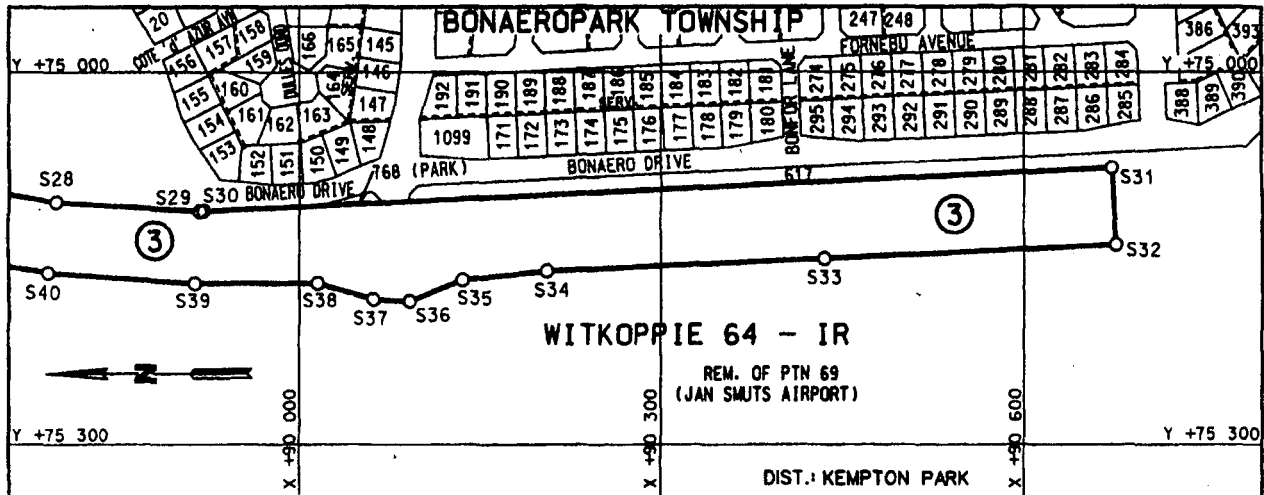 BONAEROPARK TOWNSHIP
20
COTE 'd' AZUR AVE
158
157
156
159
155
160
154
161
153
162
163
164
165
166
145
146
147
148
149
150
151
152
SERV.
247 248
386
393
Y +75 000
Y +75 000
FORNEBU AVENUE
192 191 190 189 188 187 186 185 184 183 182 181
SERV.
1099 171 172 173 174 175 176 177 178 179 180
BONFOR LANE
274 275 276 277 278 279 280 281 282 283 284
295 294 293 292 291 290 289 288 287 286 285
388 389 390
768 (PARK)
BONAERO DRIVE
BONAERO DRIVE
617
S28
S29
S30
S31
3
3
S32
S33
S40
S39
S38
S37
S36
S35
S34
WITKOPPIE 64 - IR
N
REM. OF PTN 69
(JAN SMUTS AIRPORT)
Y +75 300
Y +75 300
X +90 000
X +90 300
X +90 600
DIST.: KEMPTON PARK